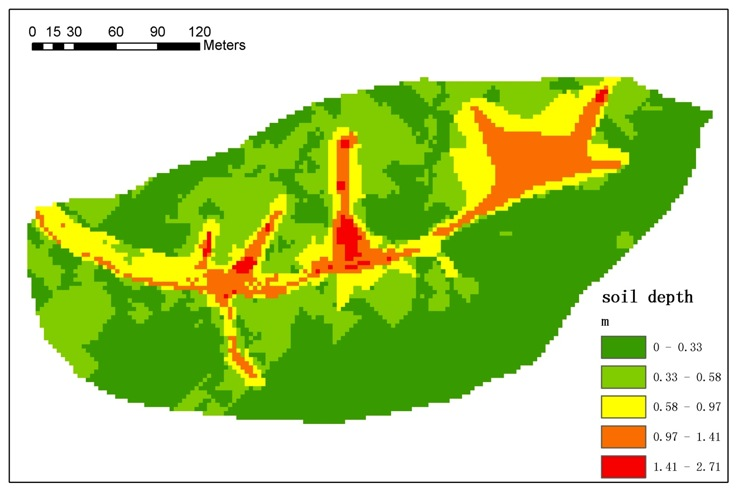 0 15 30 60 90 120
Meters
soil depth
m
0 - 0.33
0.33 - 0.58
0.58 - 0.97
0.97 - 1.41
1.41 - 2.71